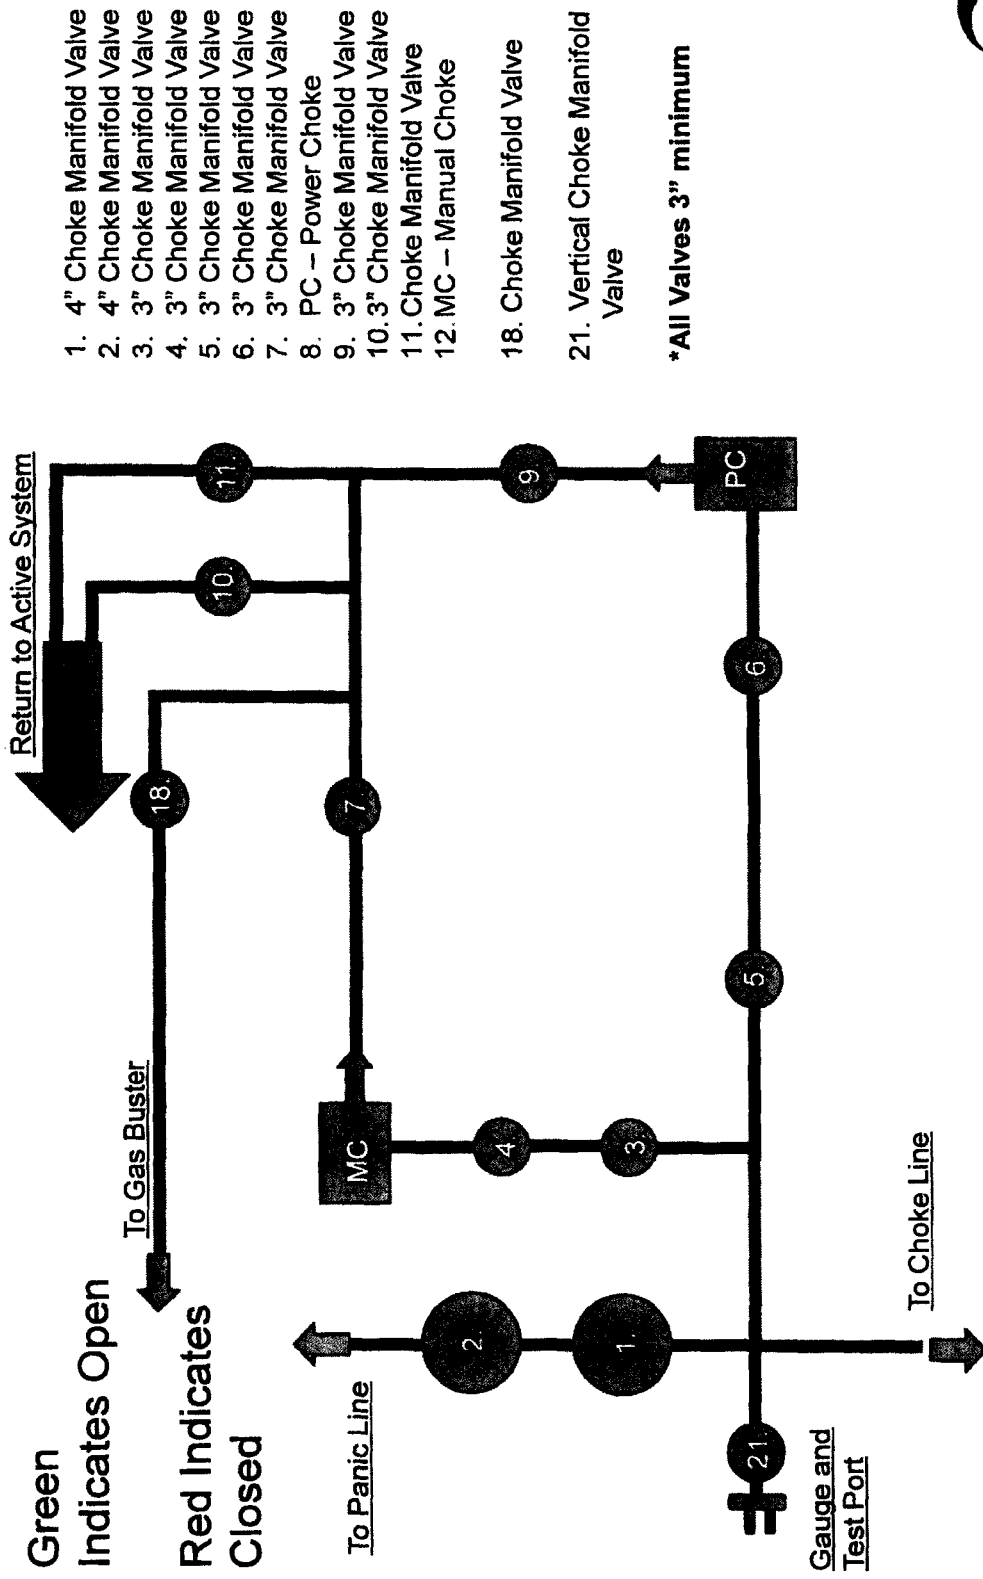 Green
Indicates Open
Red Indicates
Closed
Return to Active System
To Gas Buster
To Panic Line
To Choke Line
Gauge and
Test Port
18.
11.
10.
7
9
MC
4
3
2.
1.
21.
5
6
PC
1. 4" Choke Manifold Valve
2. 4" Choke Manifold Valve
3. 3" Choke Manifold Valve
4. 3" Choke Manifold Valve
5. 3" Choke Manifold Valve
6. 3" Choke Manifold Valve
7. 3" Choke Manifold Valve
8. PC – Power Choke
9. 3" Choke Manifold Valve
10. 3" Choke Manifold Valve
11. Choke Manifold Valve
12. MC – Manual Choke
18. Choke Manifold Valve
21. Vertical Choke Manifold
Valve
*All Valves 3" minimum